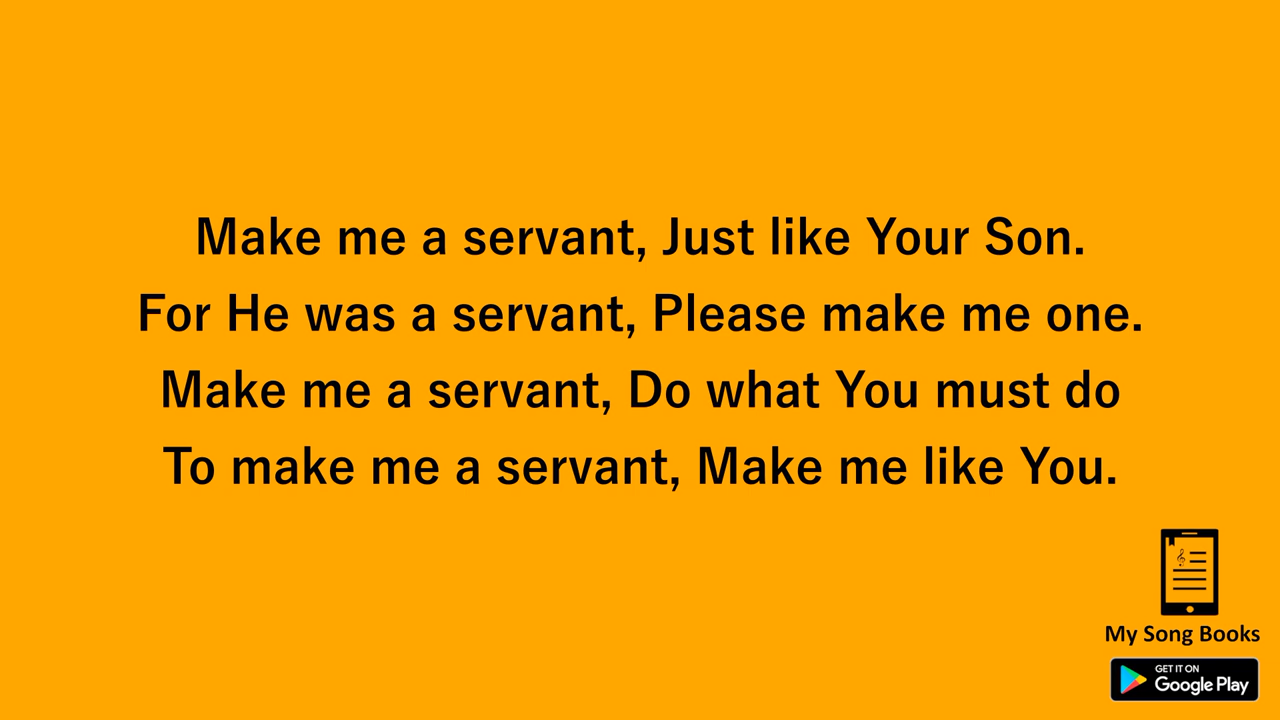 Make me a servant, Just like Your Son.
For He was a servant, Please make me one.
Make me a servant, Do what You must do
To make me a servant, Make me like You.
My Song Books
GET IT ON
Google Play